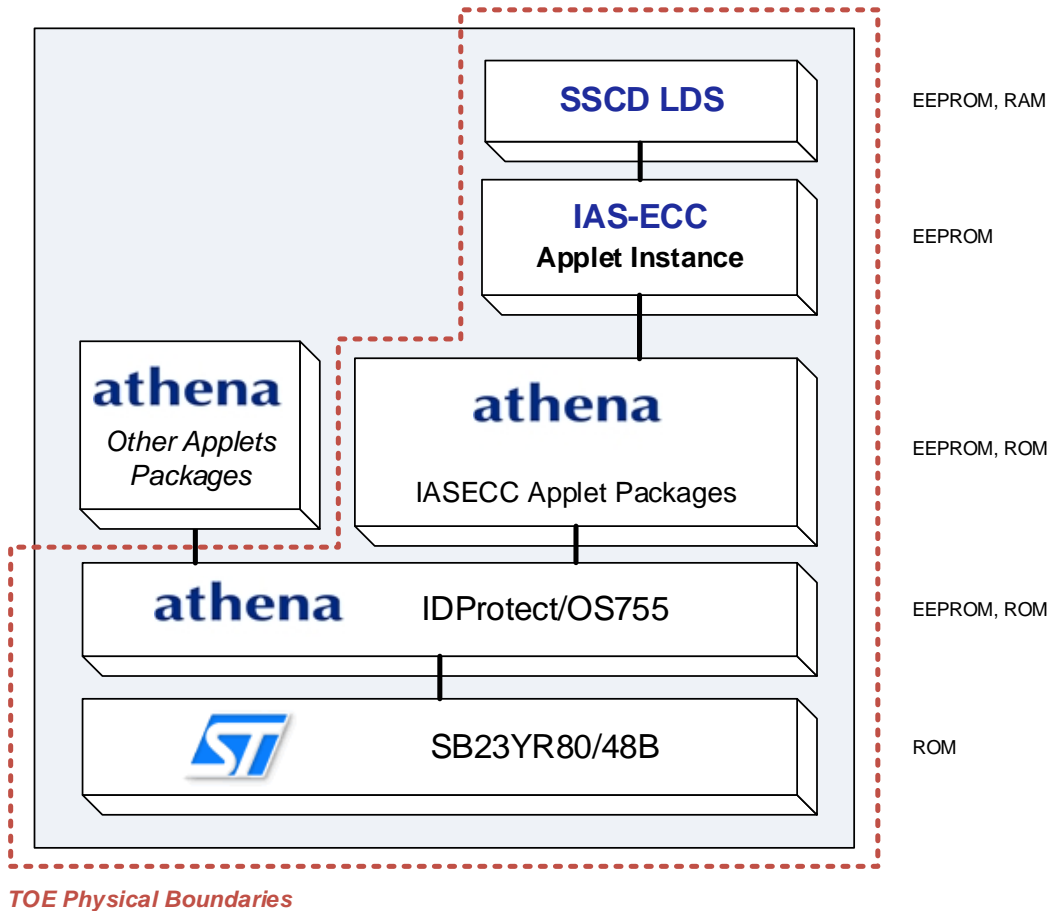 SSCD LDS
EEPROM, RAM
IAS-ECC
Applet Instance
EEPROM
athena
Other Applets
Packages
athena
IASECC Applet Packages
EEPROM, ROM
athena IDProtect/OS755
EEPROM, ROM
ST SB23YR80/48B
ROM
TOE Physical Boundaries